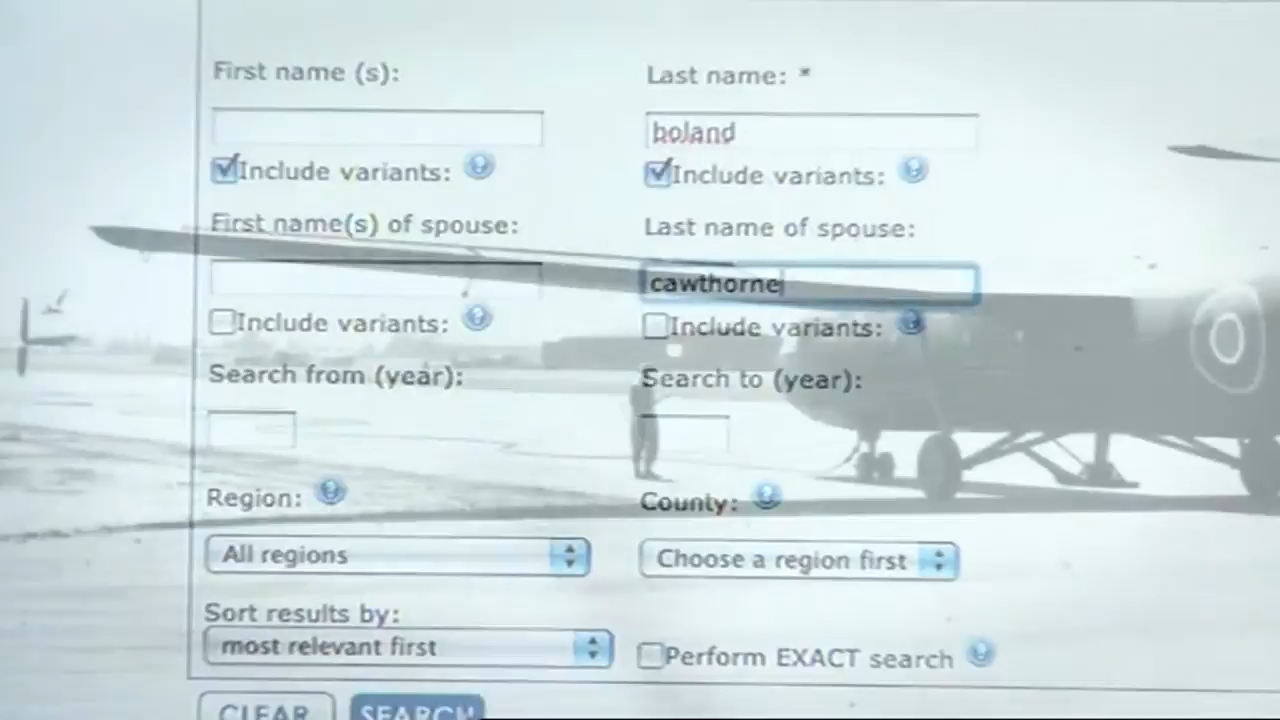 First name (s): Last name: *
boland
Include variants: Include variants:
First name(s) of spouse: Last name of spouse:
cawthorne
Include variants: Include variants:
Search from (year): Search to (year):
Region: County:
All regions Choose a region first
Sort results by:
most relevant first Perform EXACT search
CLEAR SEARCH